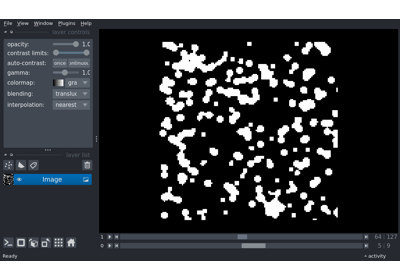 File View Window Plugins Help
layer controls
opacity: 1.0
contrast limits:
auto-contrast: once
gamma: 1.0
colormap: gra
blending: translu
interpolation: nearest
layer list
Image
1 64 127
0 5 9
Ready activity